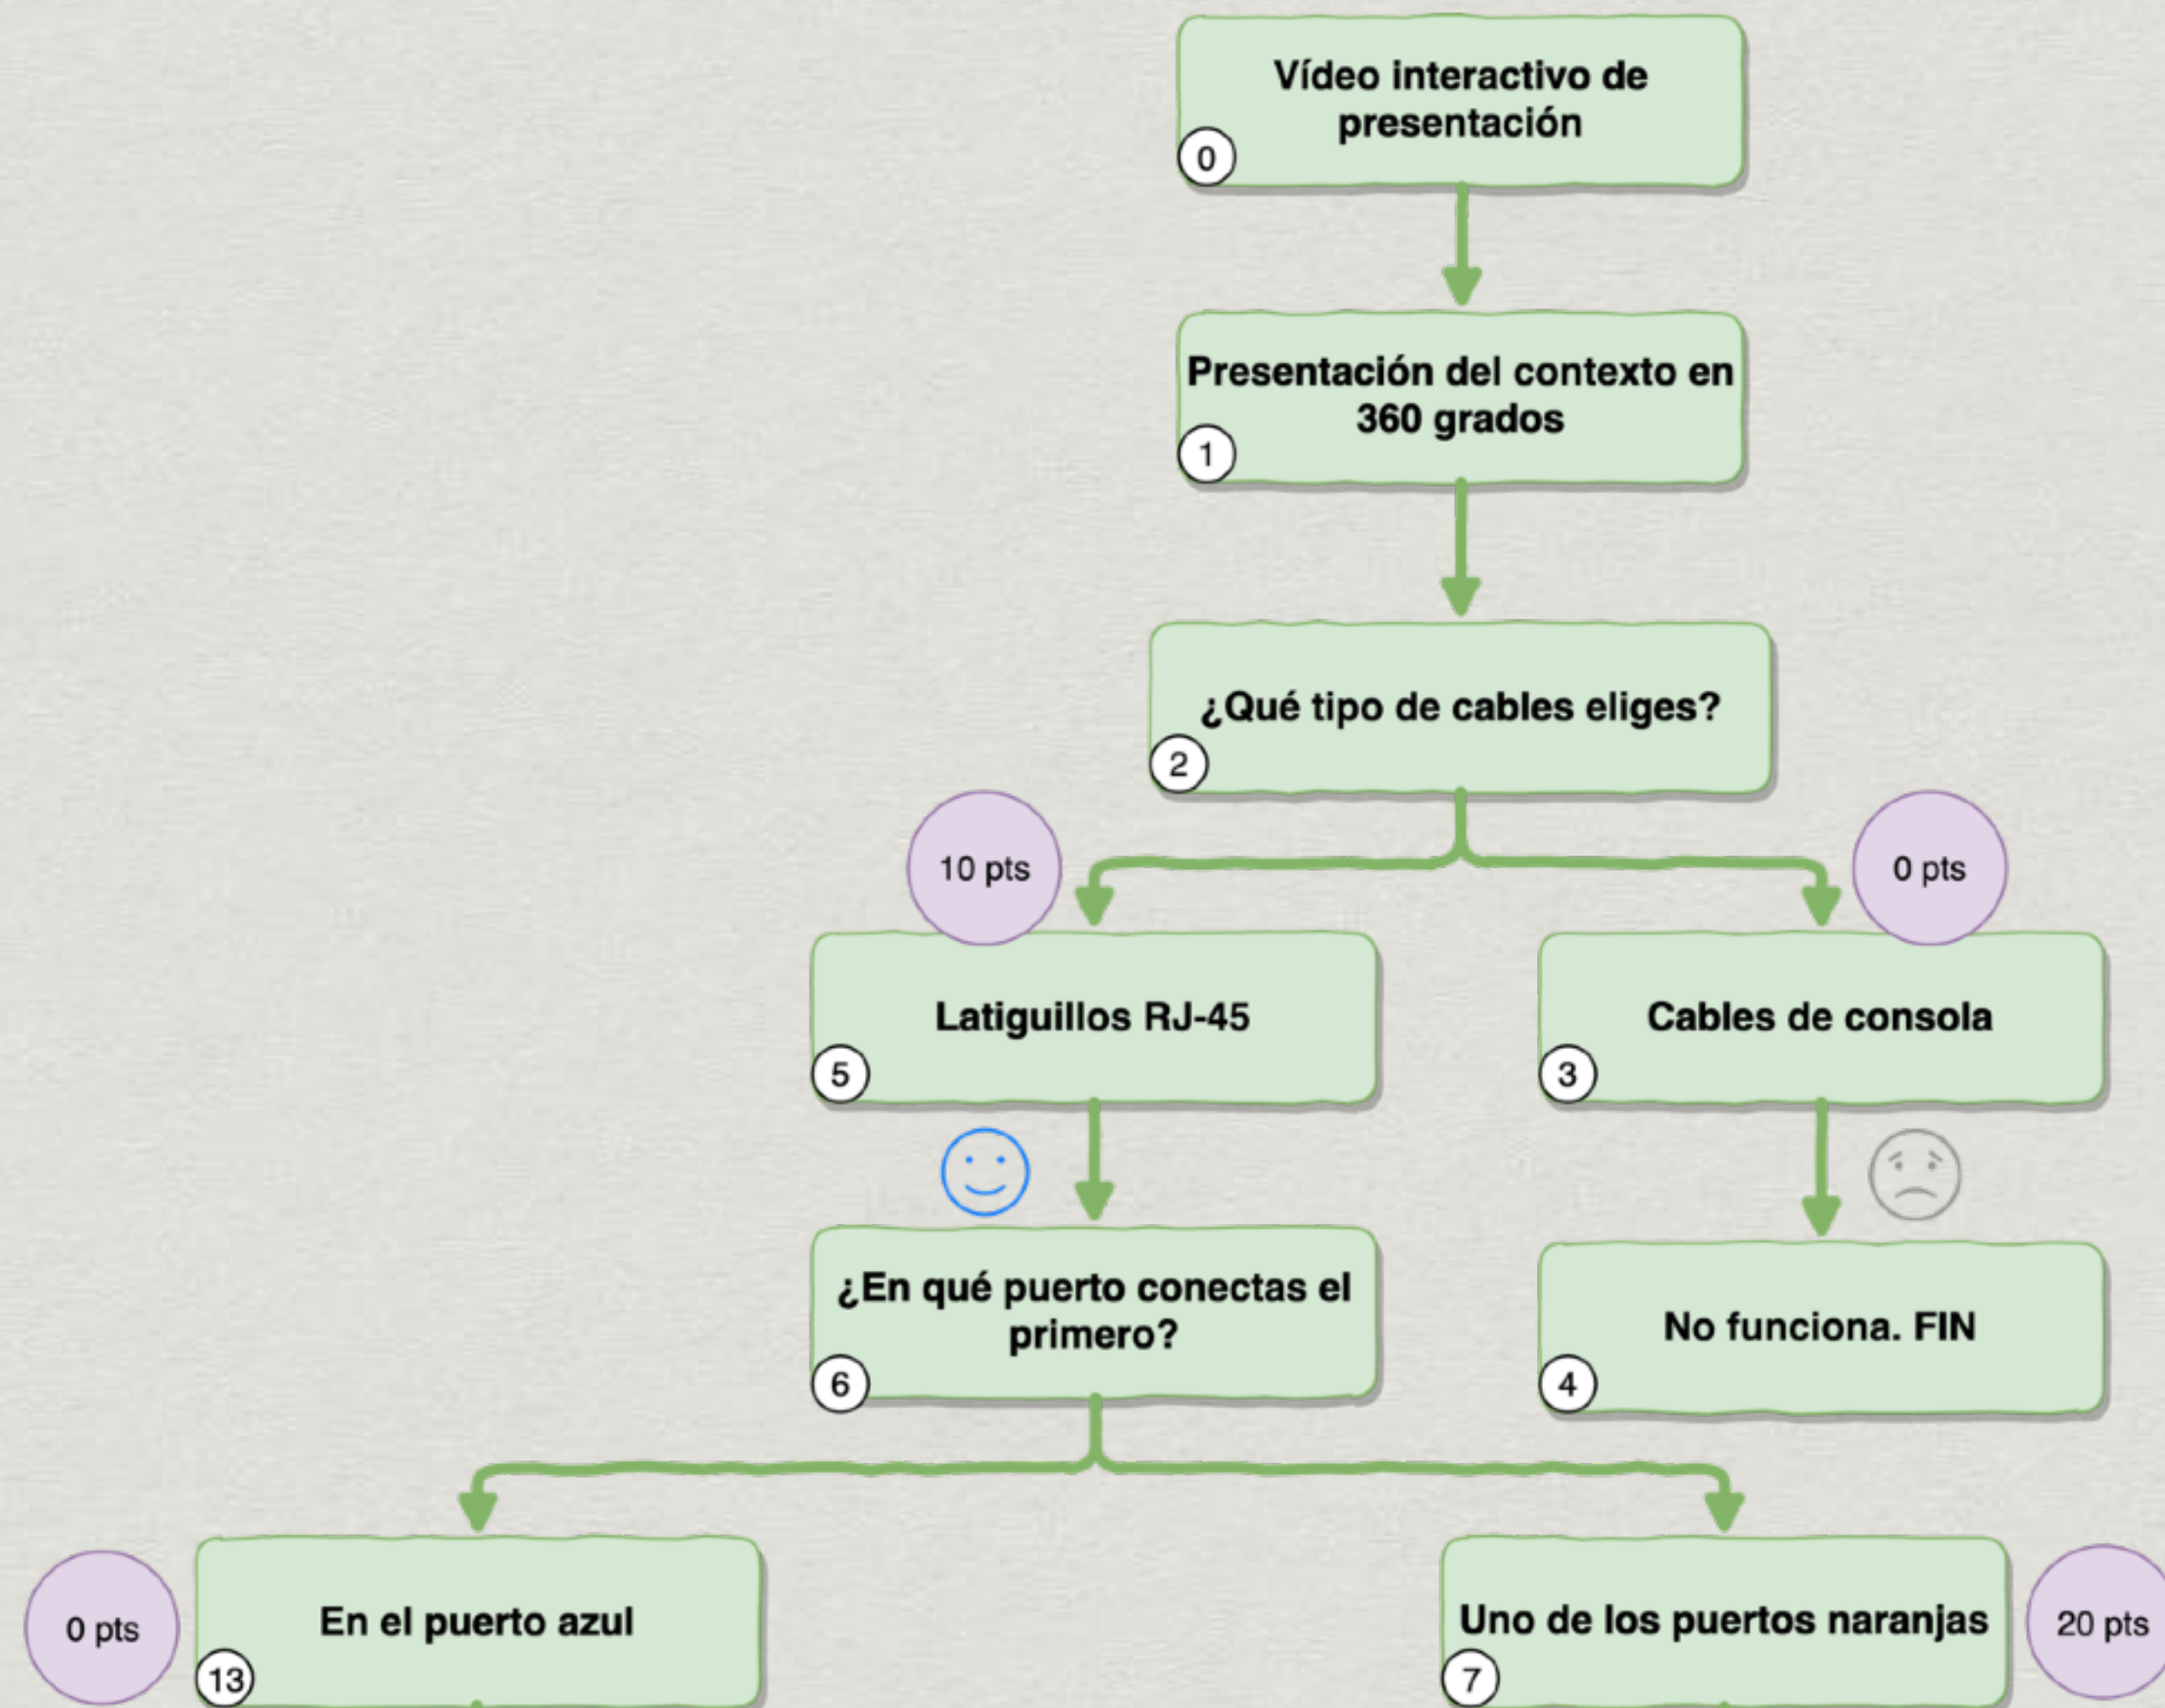 Vídeo interactivo de
presentación
0
Presentación del contexto en
360 grados
1
¿Qué tipo de cables eliges?
2
10 pts
0 pts
Latiguillos RJ-45
5
Cables de consola
3
¿En qué puerto conectas el
primero?
6
No funciona. FIN
4
0 pts
En el puerto azul
13
Uno de los puertos naranjas
7
20 pts